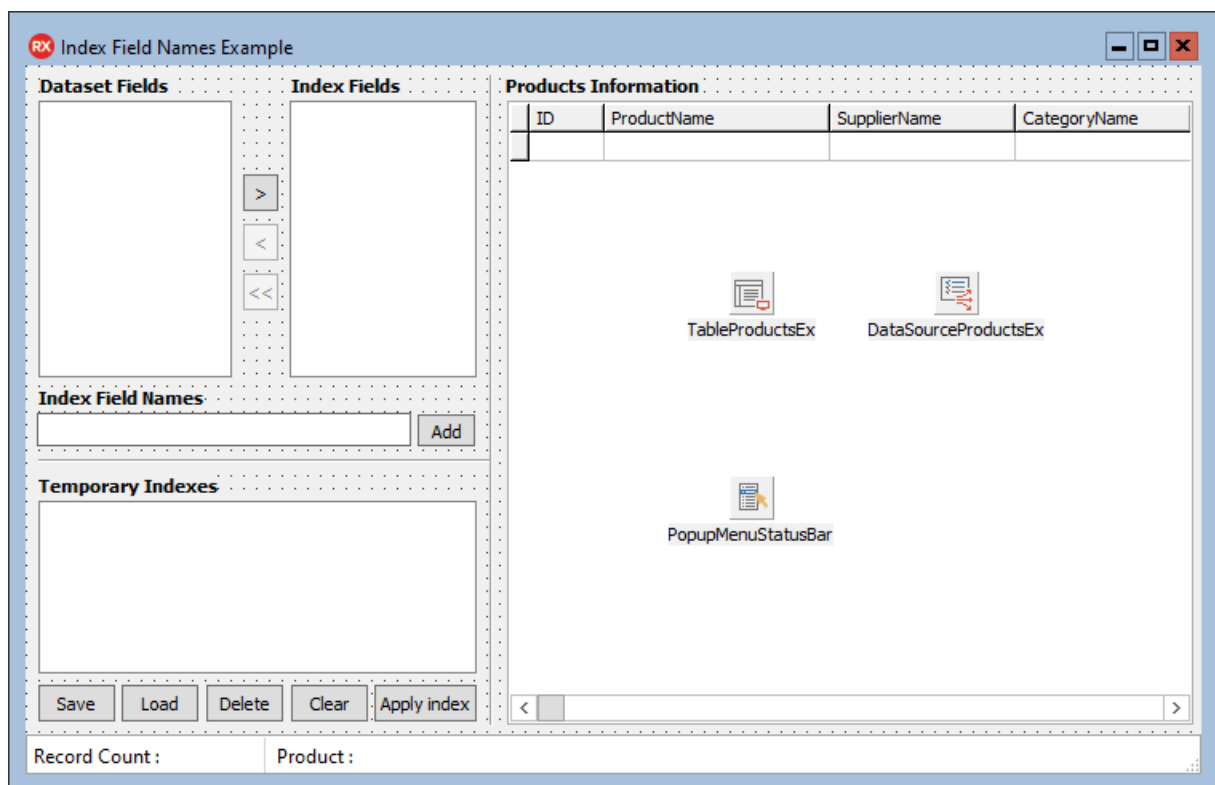 RX Index Field Names Example
Dataset Fields
Index Fields
>
<
<<
Index Field Names
Add
Temporary Indexes
Save Load Delete Clear Apply index
Products Information
ID ProductName SupplierName CategoryName
TableProductsEx DataSourceProductsEx
PopupMenuStatusBar
< >
Record Count : Product :